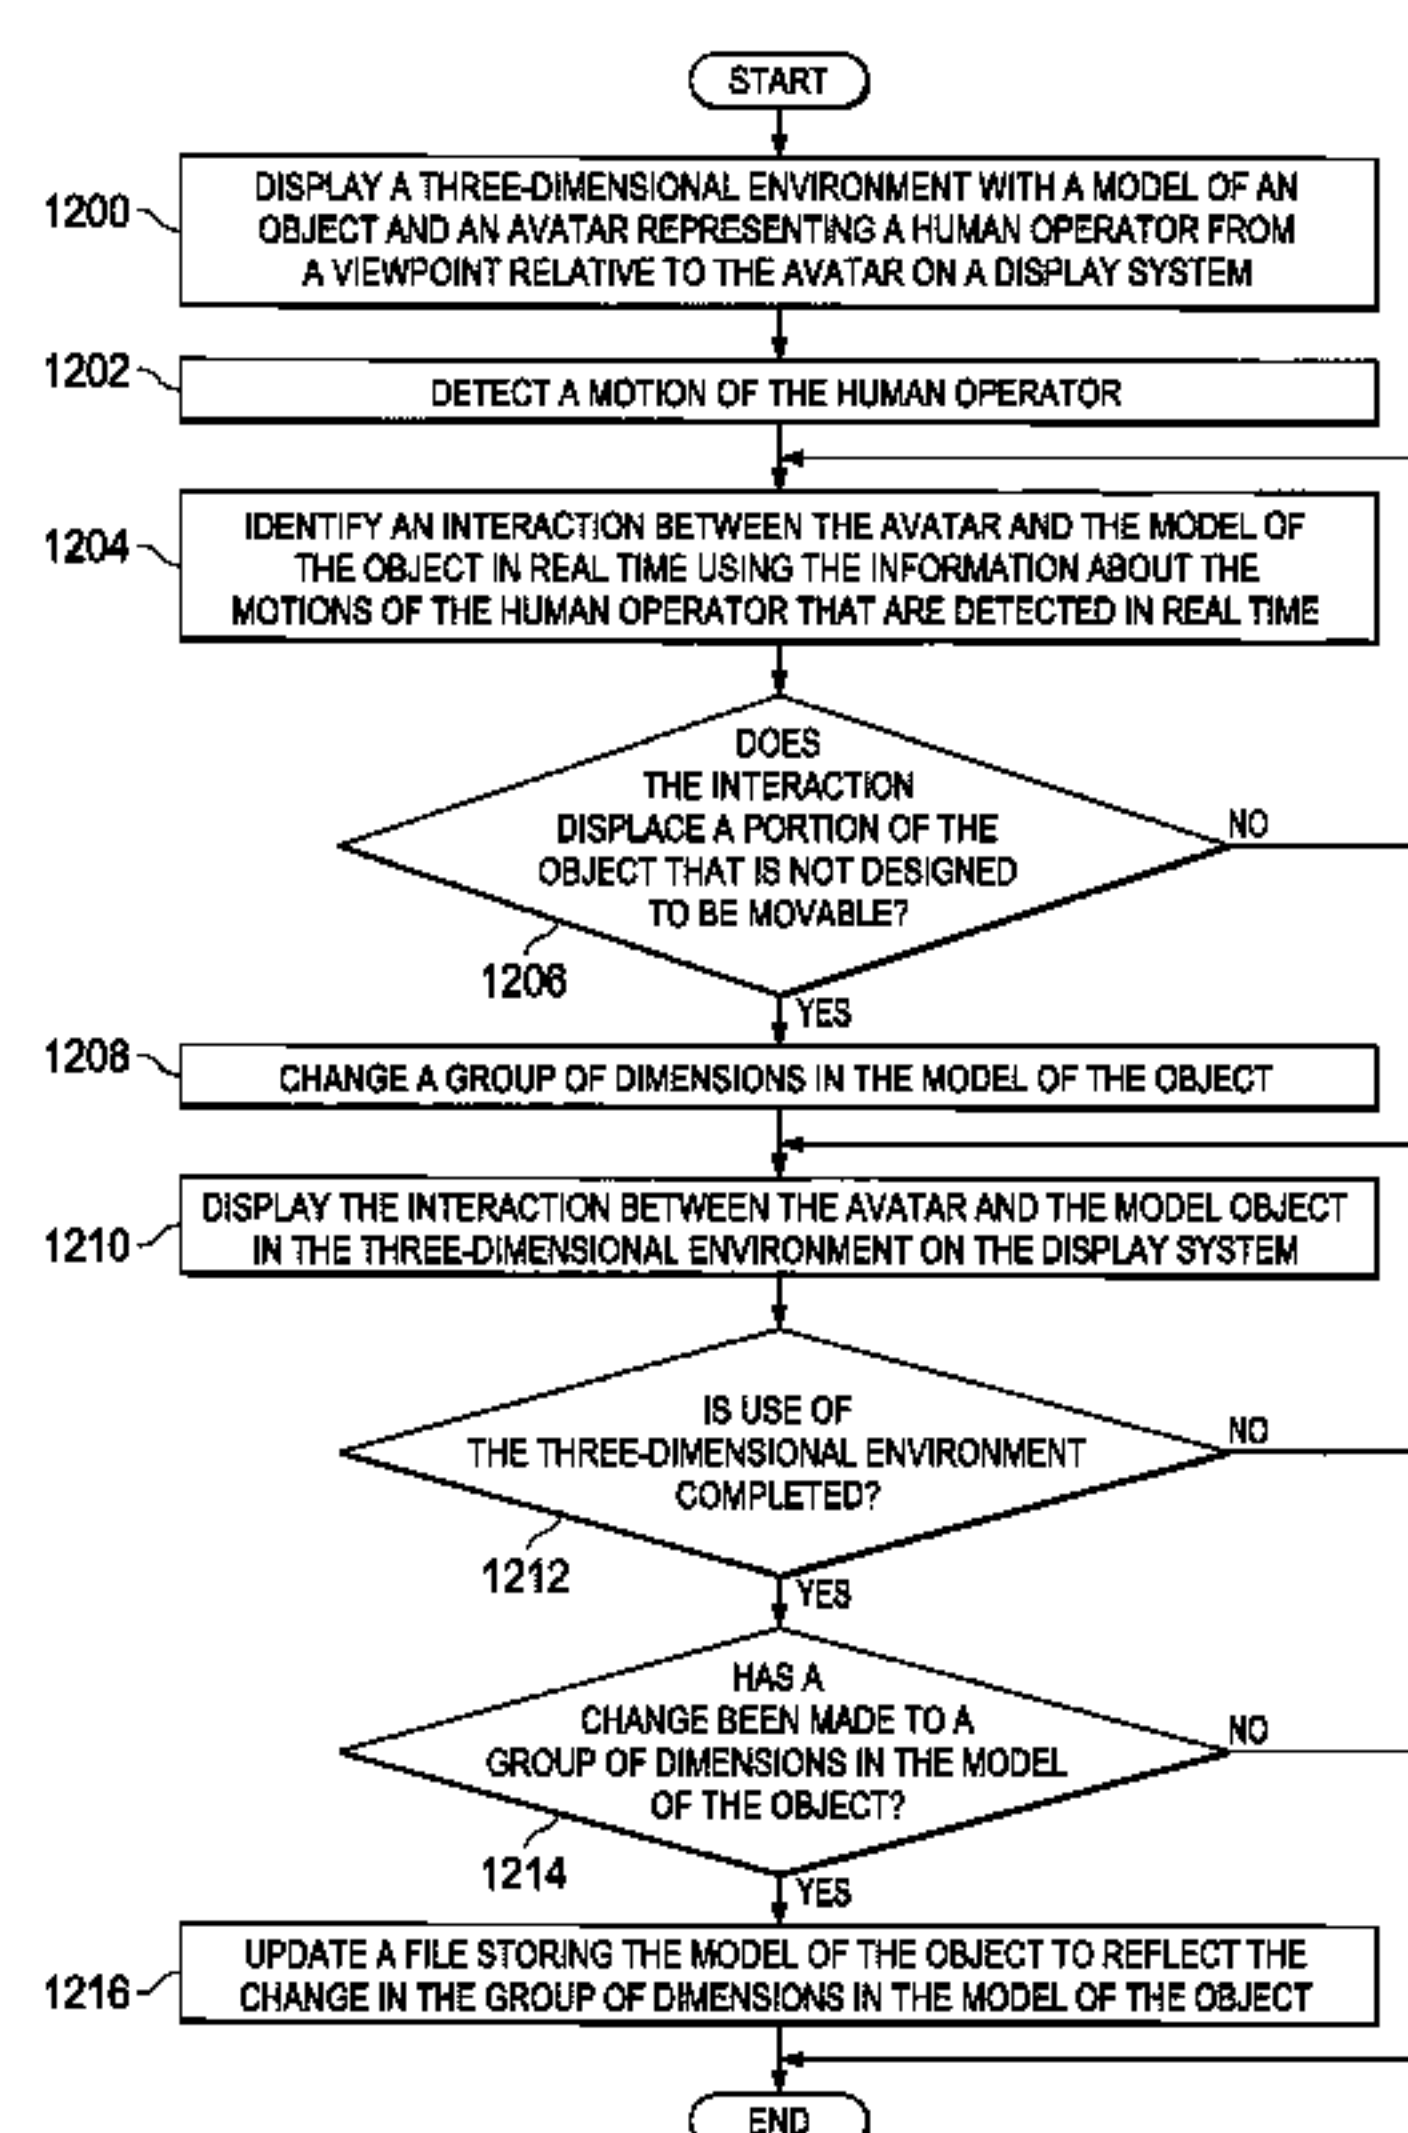 START
1200
DISPLAY A THREE-DIMENSIONAL ENVIRONMENT WITH A MODEL OF AN
OBJECT AND AN AVATAR REPRESENTING A HUMAN OPERATOR FROM
A VIEWPOINT RELATIVE TO THE AVATAR ON A DISPLAY SYSTEM
1202
DETECT A MOTION OF THE HUMAN OPERATOR
1204
IDENTIFY AN INTERACTION BETWEEN THE AVATAR AND THE MODEL OF
THE OBJECT IN REAL TIME USING THE INFORMATION ABOUT THE
MOTIONS OF THE HUMAN OPERATOR THAT ARE DETECTED IN REAL TIME
DOES
THE INTERACTION
DISPLACE A PORTION OF THE
OBJECT THAT IS NOT DESIGNED
TO BE MOVABLE?
NO
1206
YES
1208
CHANGE A GROUP OF DIMENSIONS IN THE MODEL OF THE OBJECT
1210
DISPLAY THE INTERACTION BETWEEN THE AVATAR AND THE MODEL OBJECT
IN THE THREE-DIMENSIONAL ENVIRONMENT ON THE DISPLAY SYSTEM
IS USE OF
THE THREE-DIMENSIONAL ENVIRONMENT
COMPLETED?
NO
1212
YES
HAS A
CHANGE BEEN MADE TO A
GROUP OF DIMENSIONS IN THE MODEL
OF THE OBJECT?
NO
1214
YES
1216
UPDATE A FILE STORING THE MODEL OF THE OBJECT TO REFLECT THE
CHANGE IN THE GROUP OF DIMENSIONS IN THE MODEL OF THE OBJECT
END